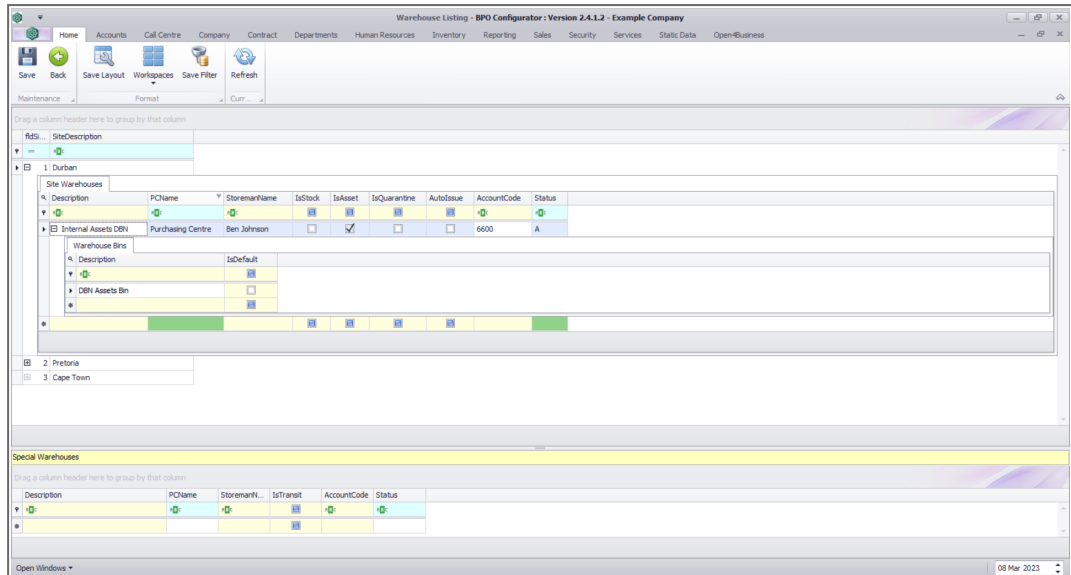 Warehouse Listing - BPO Configurator : Version 2.4.1.2 - Example Company
Home Accounts Call Centre Company Contract Departments Human Resources Inventory Reporting Sales Security Services Static Data Open4Business
Save Back Save Layout Workspaces Save Filter Refresh
Maintenance Format Curr...
Drag a column header here to group by that column
fldSi... SiteDescription
1 Durban
Site Warehouses
Description PCName StoremanName IsStock IsAsset IsQuarantine AutoIssue AccountCode Status
Internal Assets DBN Purchasing Centre Ben Johnson 6600 A
Warehouse Bins
Description IsDefault
DBN Assets Bin
2 Pretoria
3 Cape Town
Special Warehouses
Drag a column header here to group by that column
Description PCName StoremanN... IsTransit AccountCode Status
Open Windows 08 Mar 2023